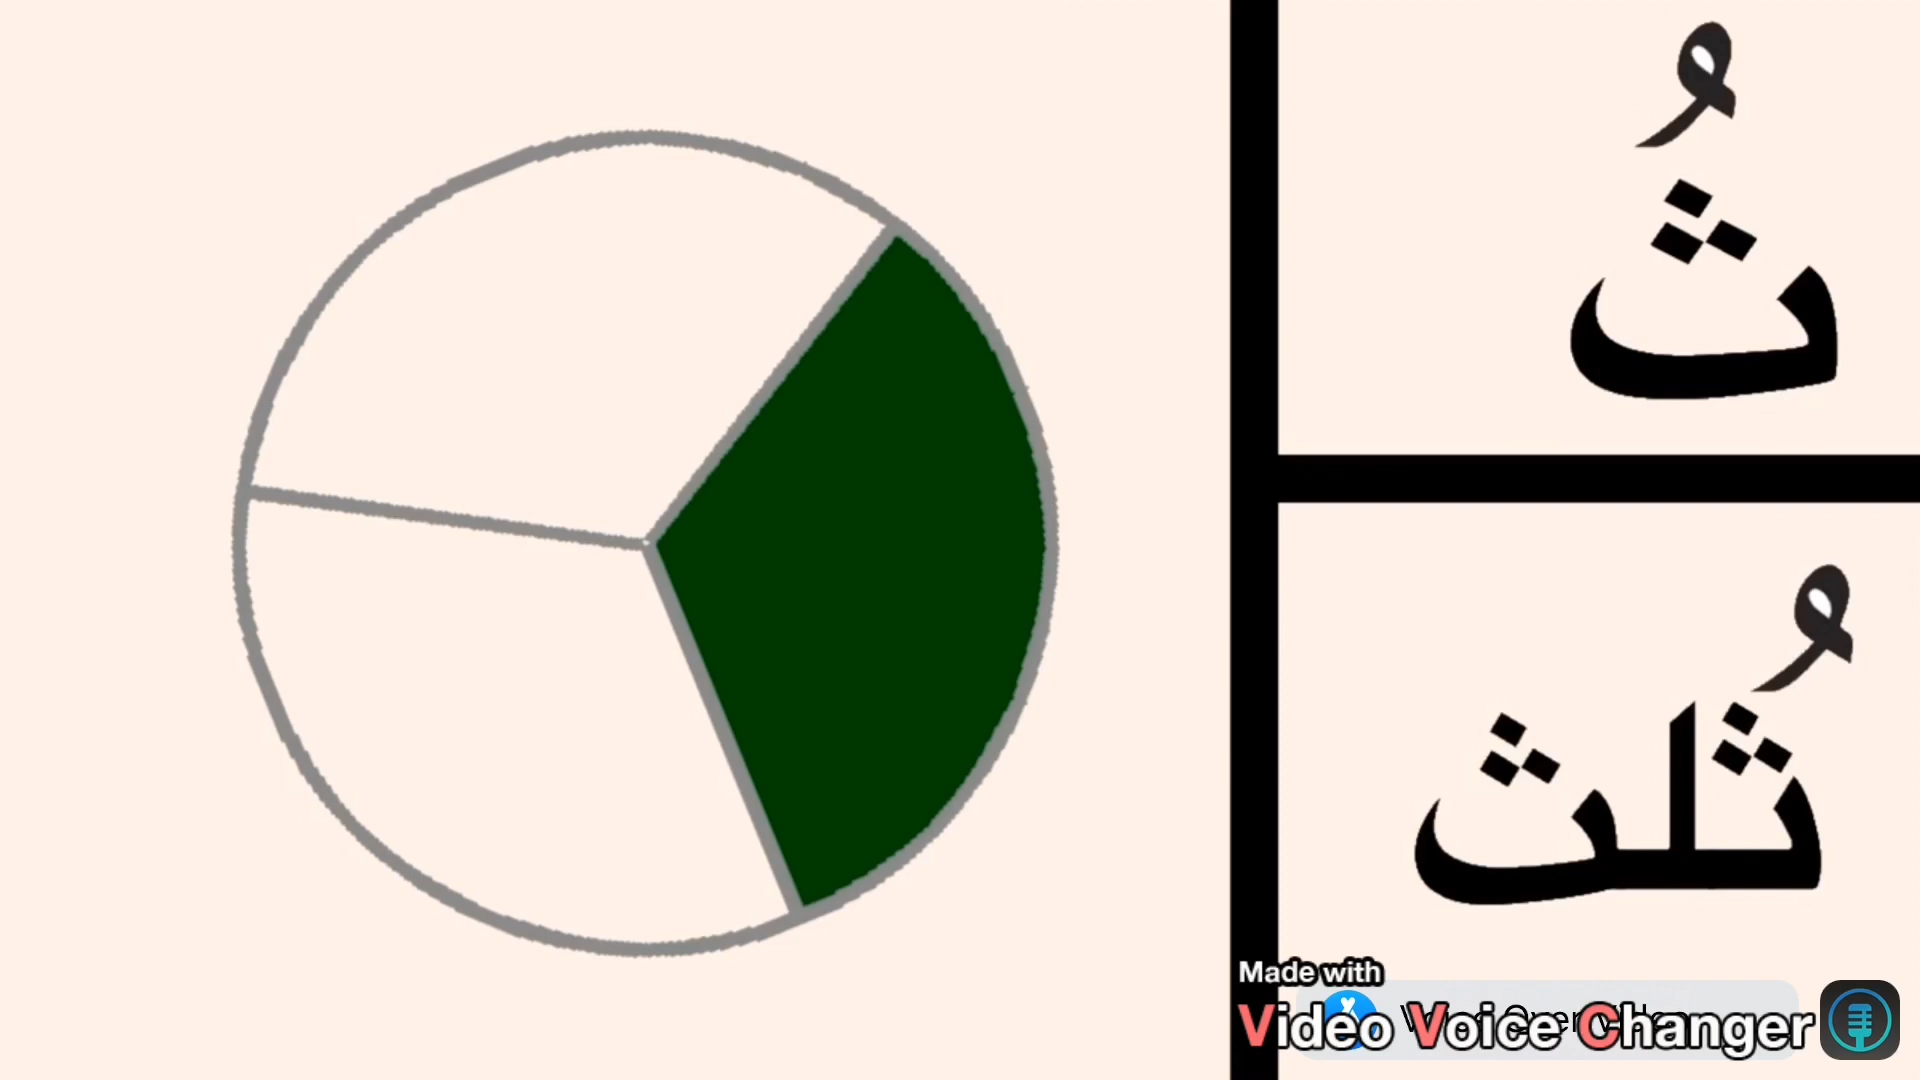 ثُ
ثُلث
Made with
Video Voice Changer